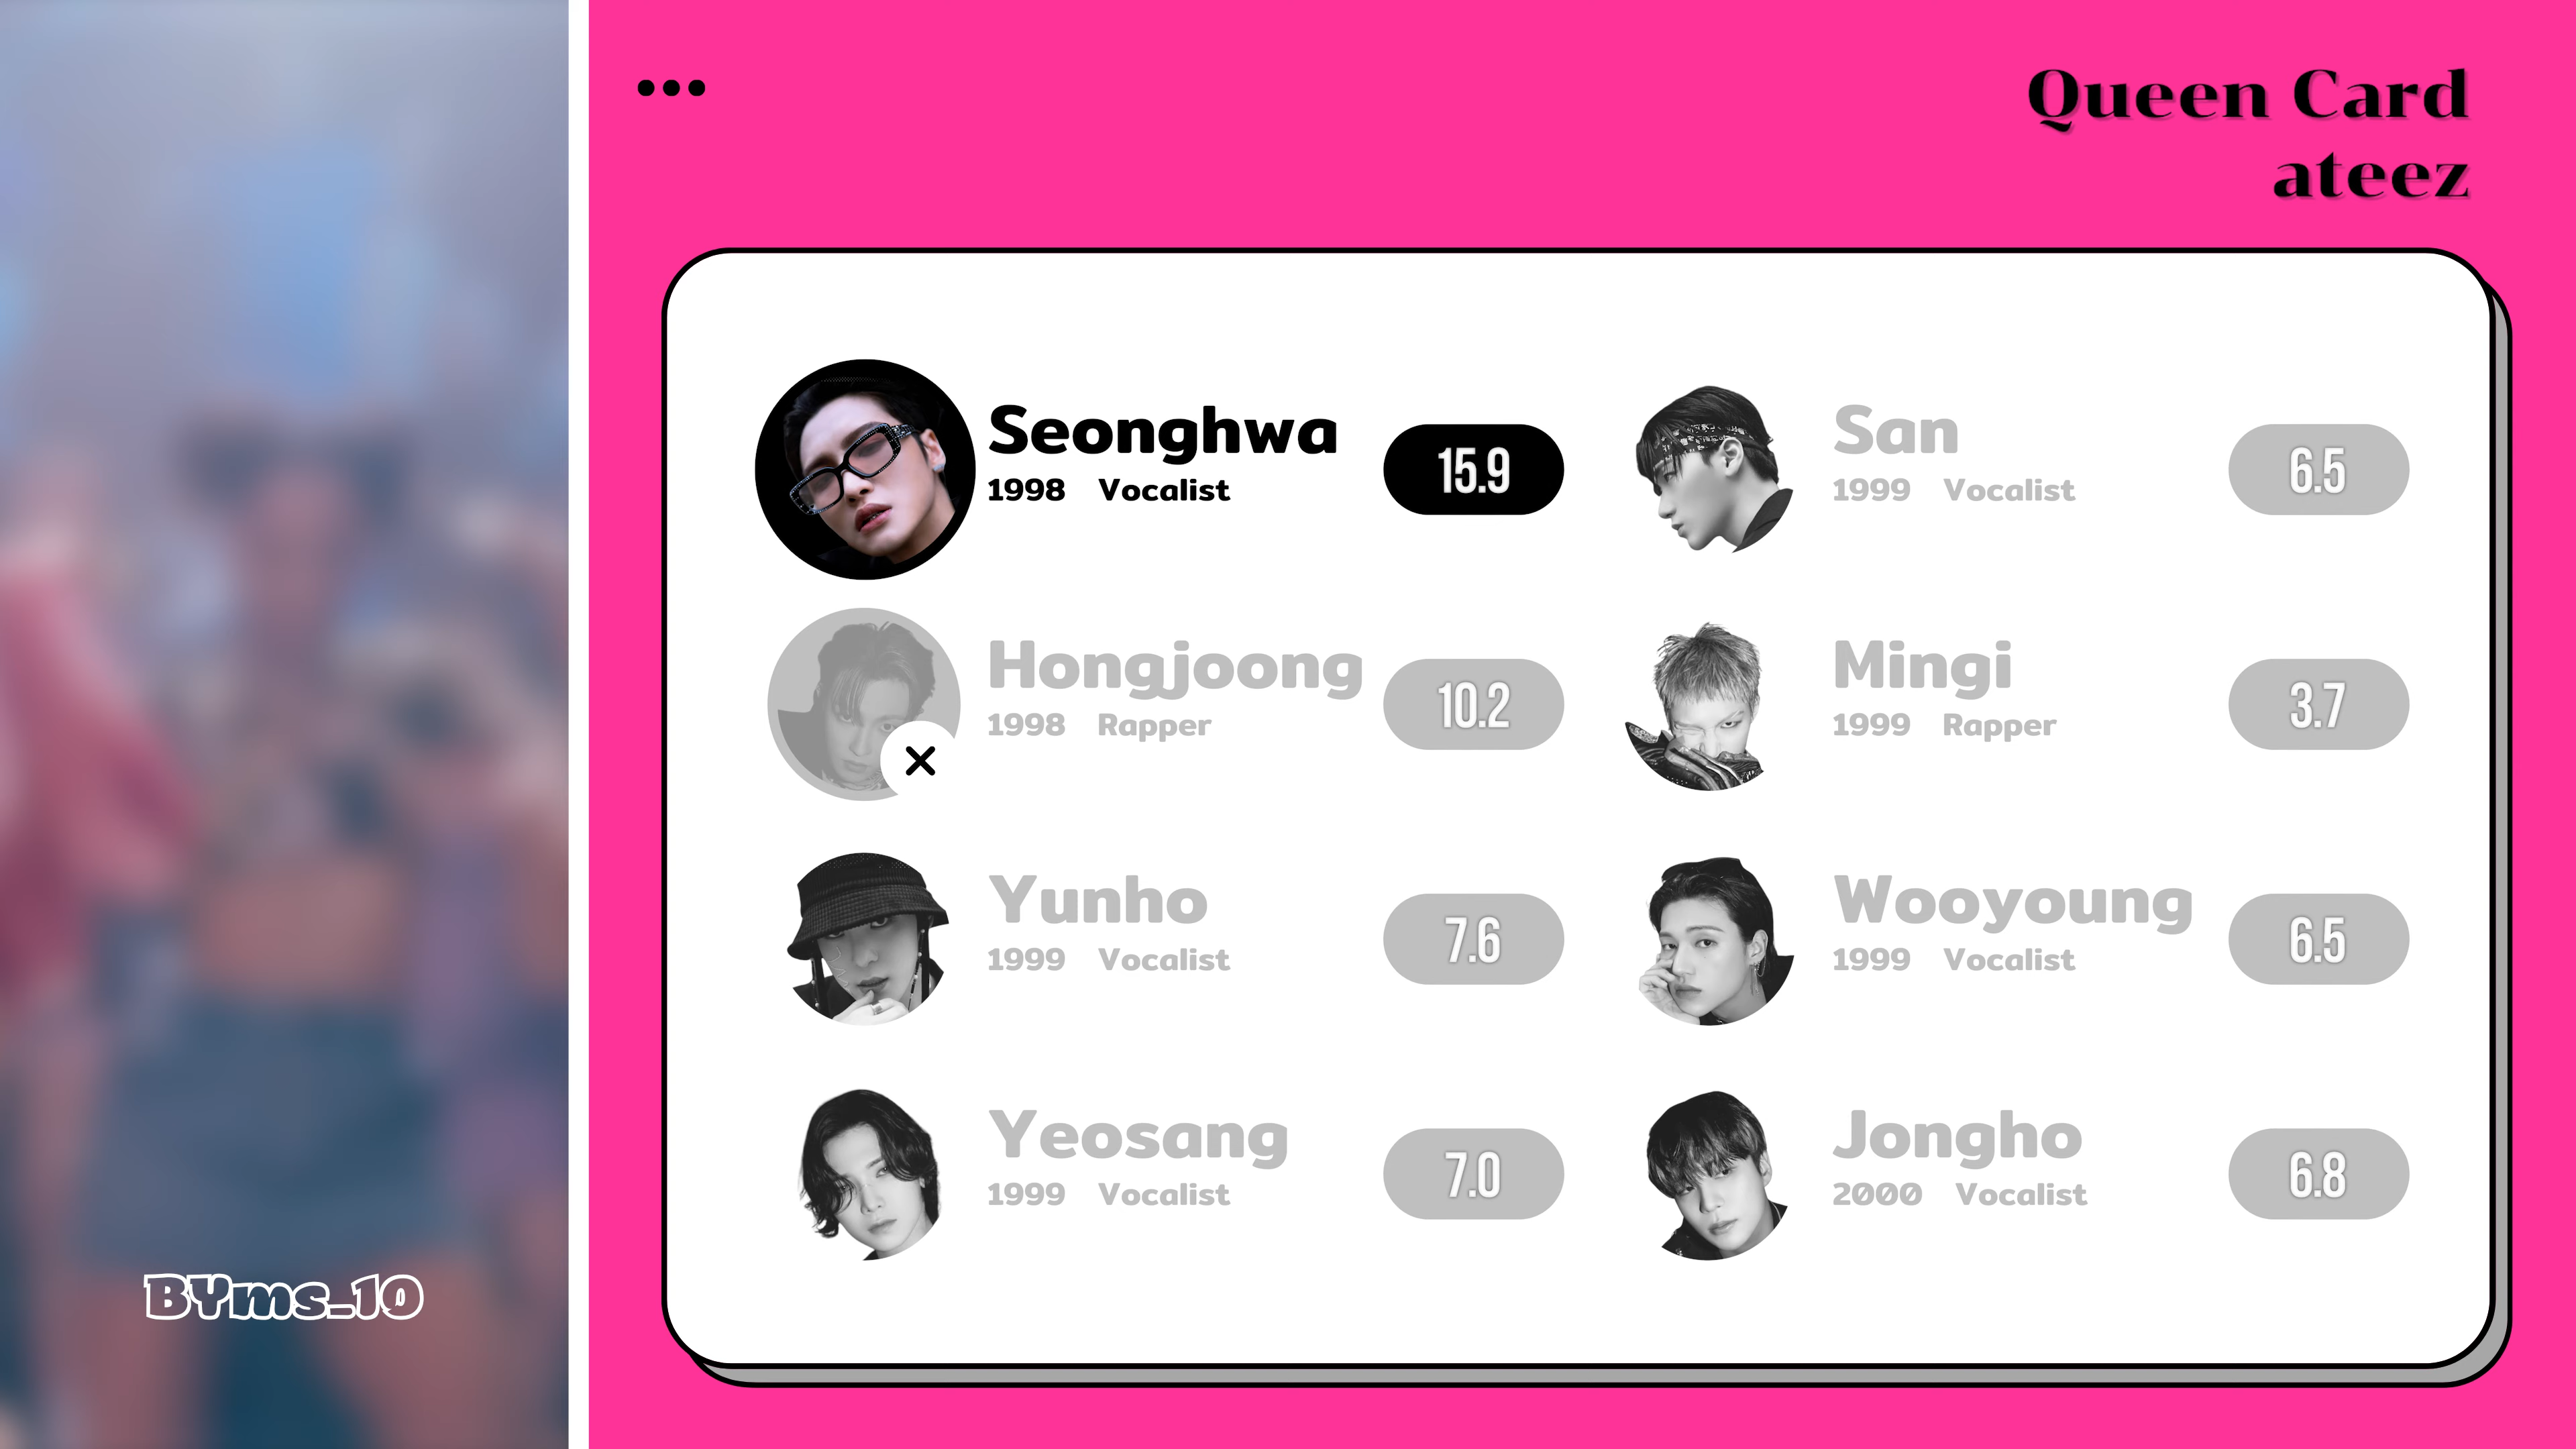 Queen Card
ateez
Seonghwa
1998 Vocalist
15.9
San
1999 Vocalist
6.5
Hongjoong
1998 Rapper
10.2
Mingi
1999 Rapper
3.7
Yunho
1999 Vocalist
7.6
Wooyoung
1999 Vocalist
6.5
Yeosang
1999 Vocalist
7.0
Jongho
2000 Vocalist
6.8
BYms_10